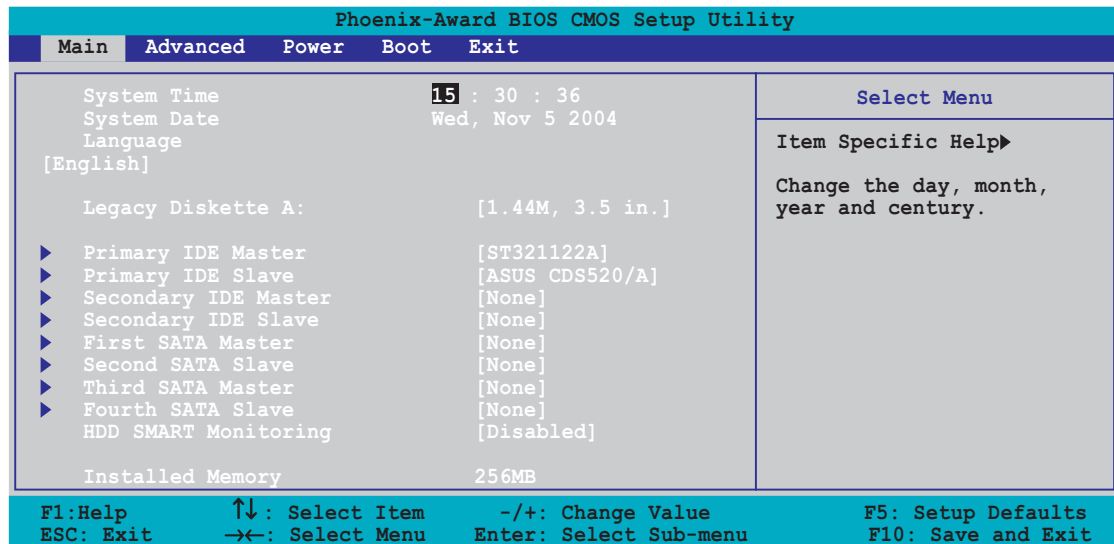 Phoenix-Award BIOS CMOS Setup Utility
Main Advanced Power Boot Exit
System Time 15 : 30 : 36
System Date Wed, Nov 5 2004
Language
[English]
Legacy Diskette A: [1.44M, 3.5 in.]
Primary IDE Master [ST321122A]
Primary IDE Slave [ASUS CDS520/A]
Secondary IDE Master [None]
Secondary IDE Slave [None]
First SATA Master [None]
Second SATA Slave [None]
Third SATA Master [None]
Fourth SATA Slave [None]
HDD SMART Monitoring [Disabled]
Installed Memory 256MB
Select Menu
Item Specific Help▶
Change the day, month,
year and century.
F1:Help ↑↓ : Select Item -/+: Change Value F5: Setup Defaults
ESC: Exit →←: Select Menu Enter: Select Sub-menu F10: Save and Exit